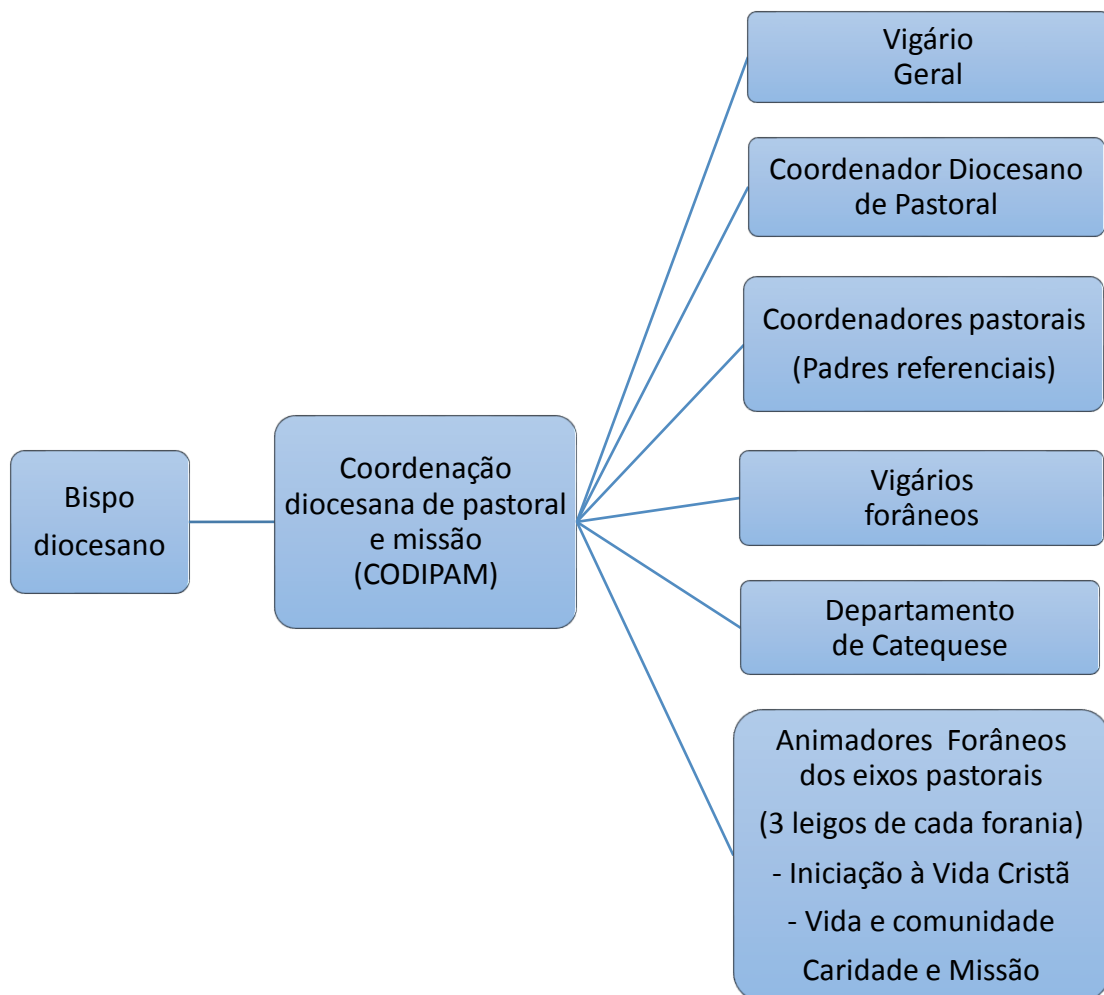 Bispo
diocesano
Coordenação
diocesana de pastoral
e missão
(CODIPAM)
Vigário
Geral
Coordenador Diocesano
de Pastoral
Coordenadores pastorais
(Padres referenciais)
Vigários
forâneos
Departamento
de Catequese
Animadores Forâneos
dos eixos pastorais
(3 leigos de cada forania)
- Iniciação à Vida Cristã
- Vida e comunidade
Caridade e Missão